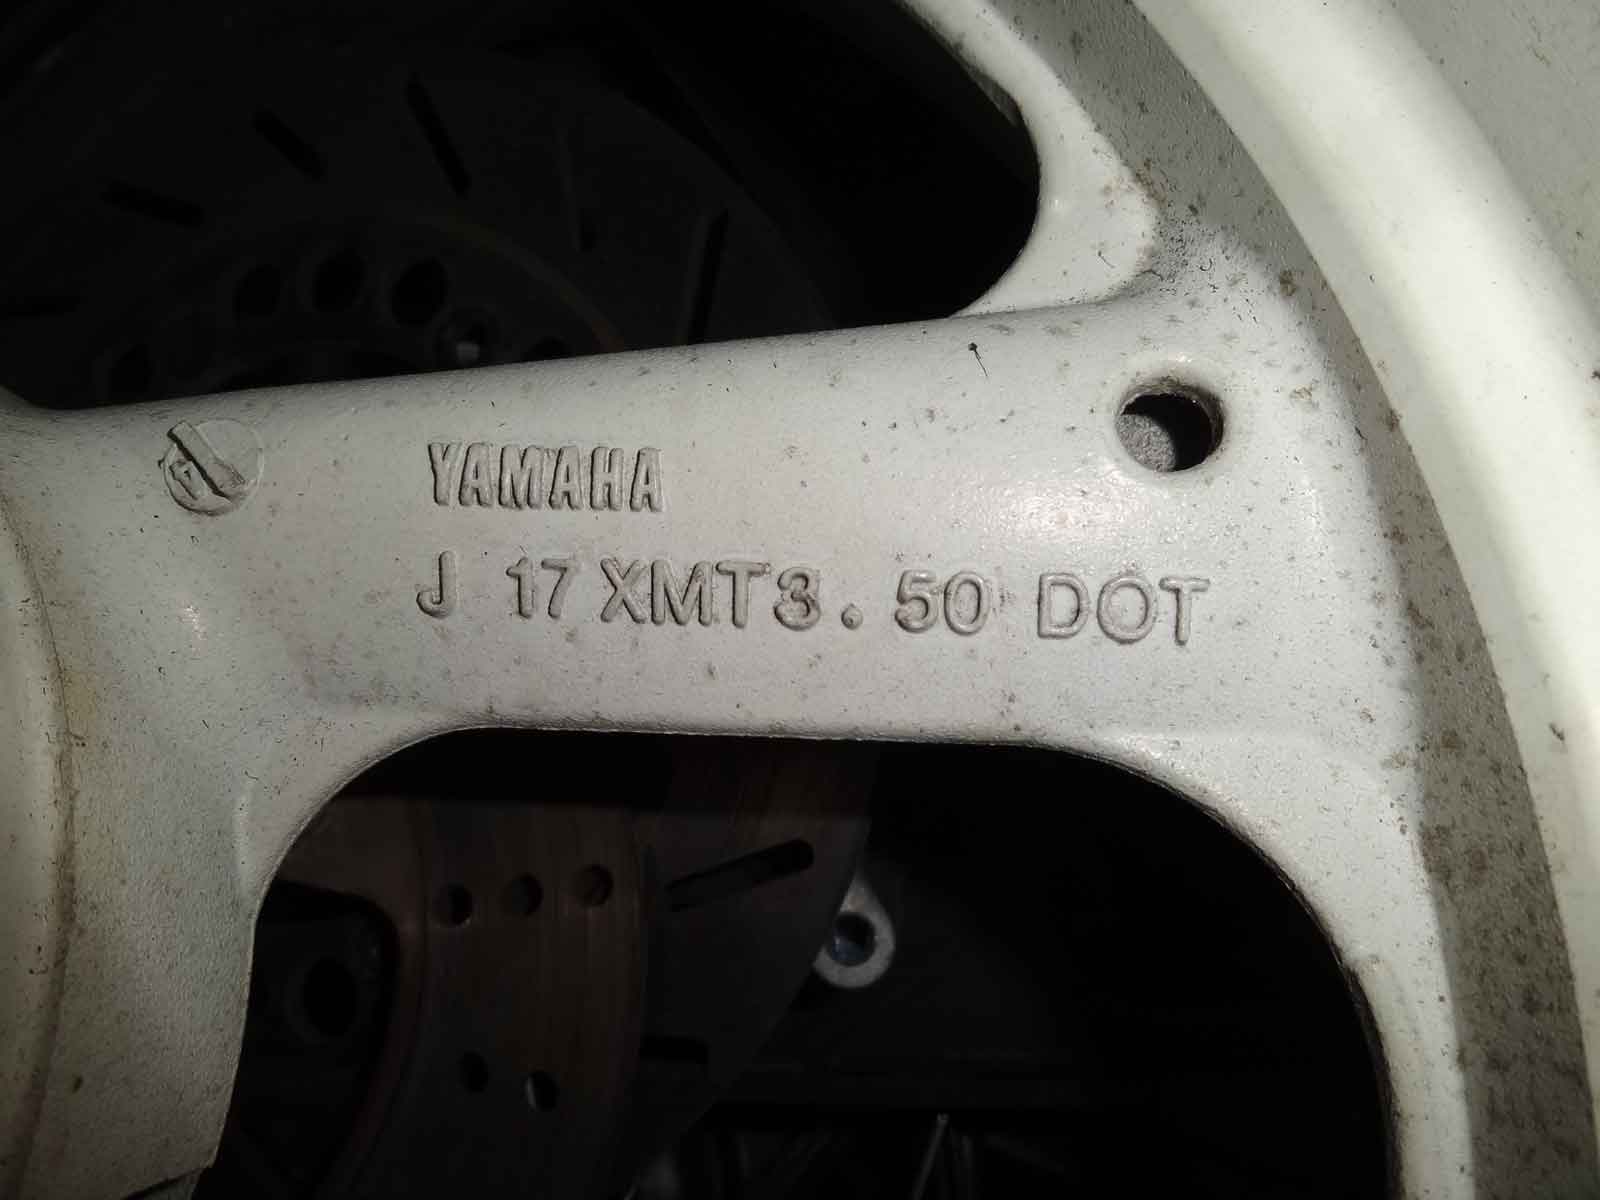 YAMAHA
J 17 XMT3.50 DOT